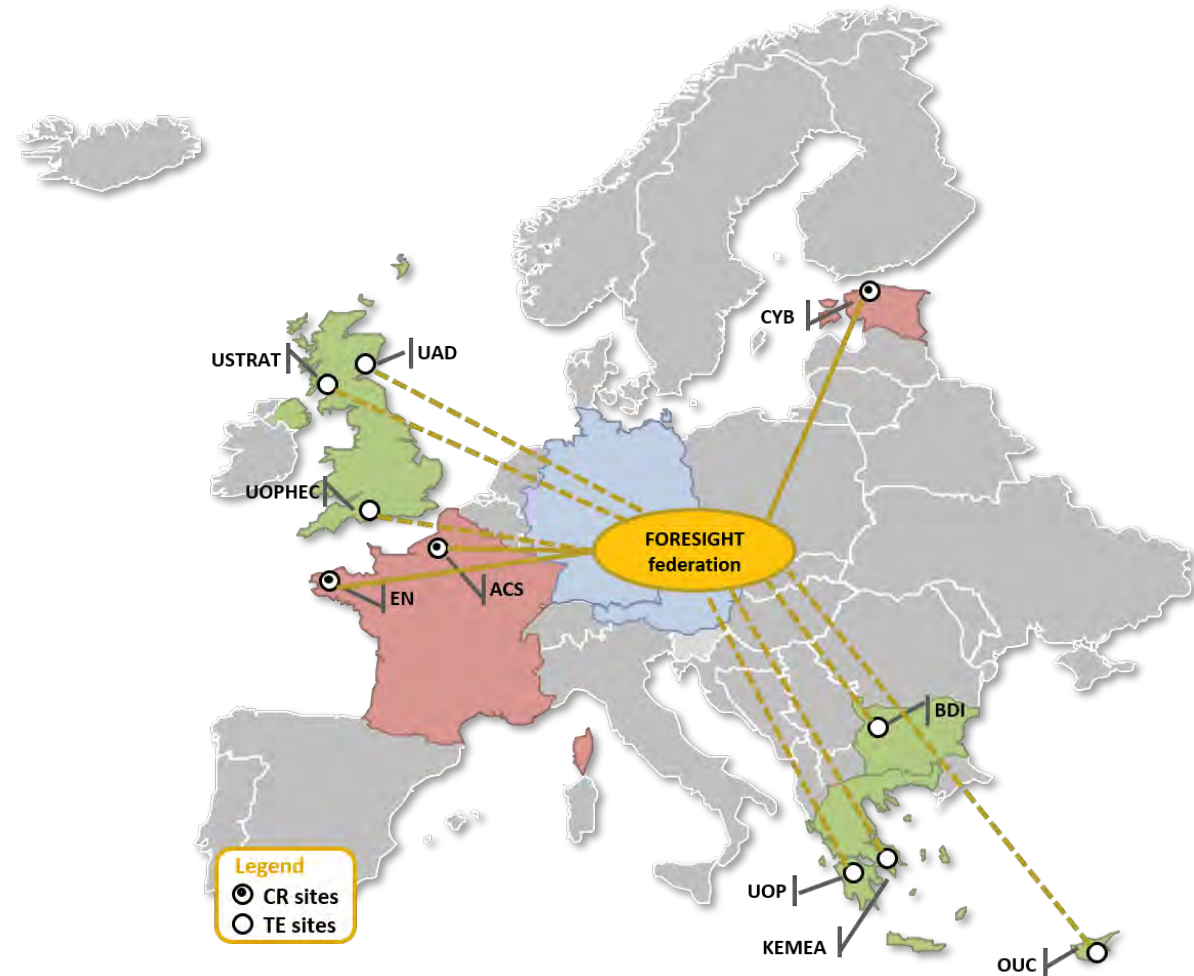 CYB
USTRAT
UAD
UOPHEC
FORESIGHT
federation
EN
ACS
BDI
Legend
CR sites
TE sites
UOP
KEMEA
OUC